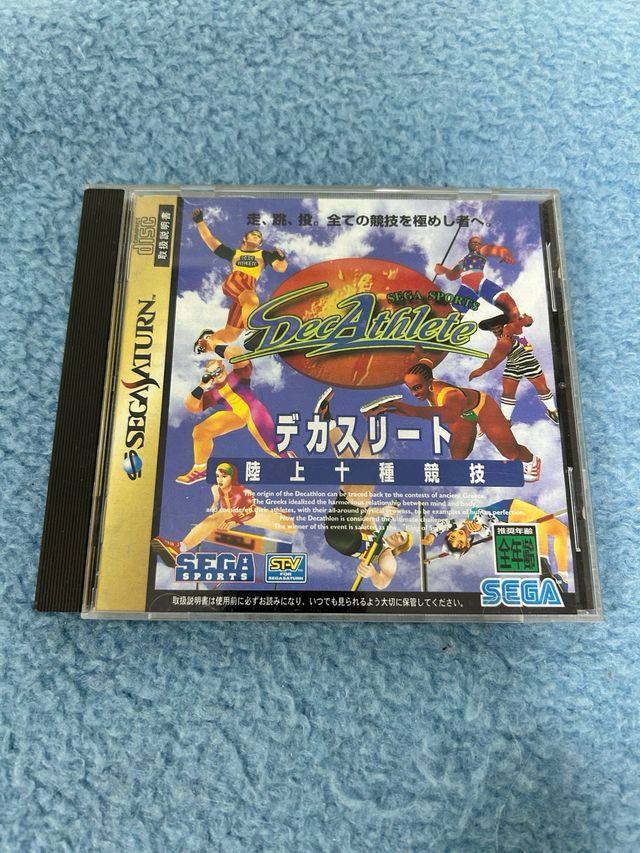 走、跳、投。全ての競技を極めし者へ。
COMPACT disc
取扱説明書
SEGA SATURN
SEGA SPORTS
DecAthlete
デカスリート
陸上十種競技
The origin of the Decathlon can be traced back to the contests of ancient Greece.
The Greeks idealized the harmonious relationship between mind and body
and considered their athletes, with their all-around physical prowess, to be examples of human perfection.
Now the Decathlon is considered the ultimate challenge.
The winner of this event is saluted as the
SEGA SPORTS
ST-V
FOR SEGASATURN
推奨年齢
全年齢
SEGA
取扱説明書は使用前に必ずお読みになり、いつでも見られるよう大切に保管してください。